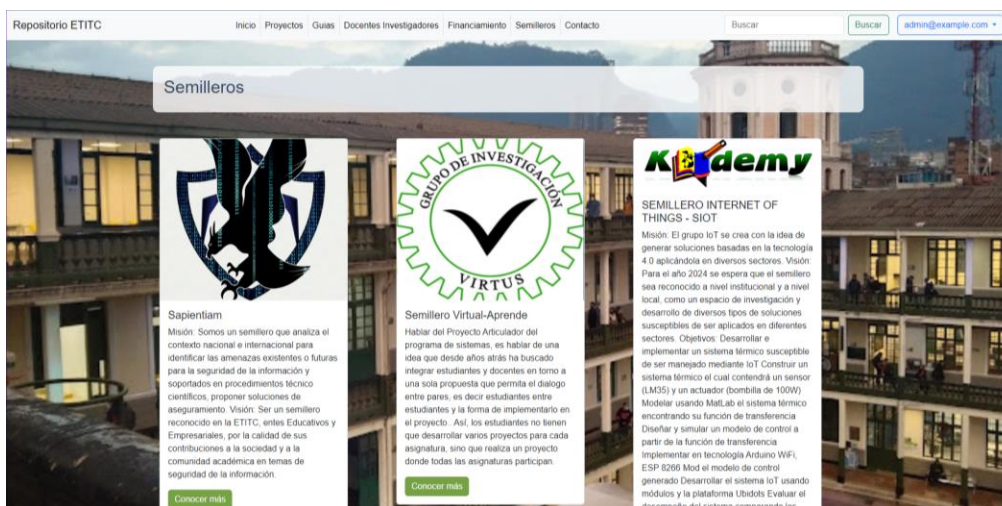 Repositorio ETITC
Inicio
Proyectos
Guias
Docentes Investigadores
Financiamiento
Semilleros
Contacto
Buscar
Buscar
admin@example.com
Semilleros
Sapientiam
Misión: Somos un semillero que analiza el
contexto nacional e internacional para
identificar las amenazas existentes o futuras
para la seguridad de la información y
soportados en procedimientos técnico
científicos, proponer soluciones de
aseguramiento. Visión: Ser un semillero
reconocido en la ETITC, entes Educativos y
Empresariales, por la calidad de sus
contribuciones a la sociedad y a la
comunidad académica en temas de
seguridad de la información.
Conocer más
GRUPO DE INVESTIGACIÓN
VIRTUS
Semillero Virtual-Aprende
Hablar del Proyecto Articulador del
programa de sistemas, es hablar de una
idea que desde años atrás ha buscado
integrar estudiantes y docentes en torno a
una sola propuesta que permita el dialogo
entre pares, es decir estudiantes entre
estudiantes y la forma de implementarlo en
el proyecto.. Así, los estudiantes no tienen
que desarrollar varios proyectos para cada
asignatura, sino que realiza un proyecto
donde todas las asignaturas participan.
Conocer más
SEMILLERO INTERNET OF
THINGS - SIOT
Misión: El grupo IoT se crea con la idea de
generar soluciones basadas en la tecnología
4.0 aplicándola en diversos sectores. Visión:
Para el año 2024 se espera que el semillero
sea reconocido a nivel institucional y a nivel
local, como un espacio de investigación y
desarrollo de diversos tipos de soluciones
susceptibles de ser aplicados en diferentes
sectores. Objetivos: Desarrollar e
implementar un sistema térmico susceptible
de ser manejado mediante IoT Construir un
sistema térmico el cual contendrá un sensor
(LM35) y un actuador (bombilla de 100W)
Modelar usando MatLab el sistema térmico
encontrando su función de transferencia
Diseñar y simular un modelo de control a
partir de la función de transferencia
Implementar en tecnología Arduino WiFi,
ESP 8266 Mod el modelo de control
generado Desarrollar el sistema IoT usando
módulos y la plataforma Ubidots Evaluar el